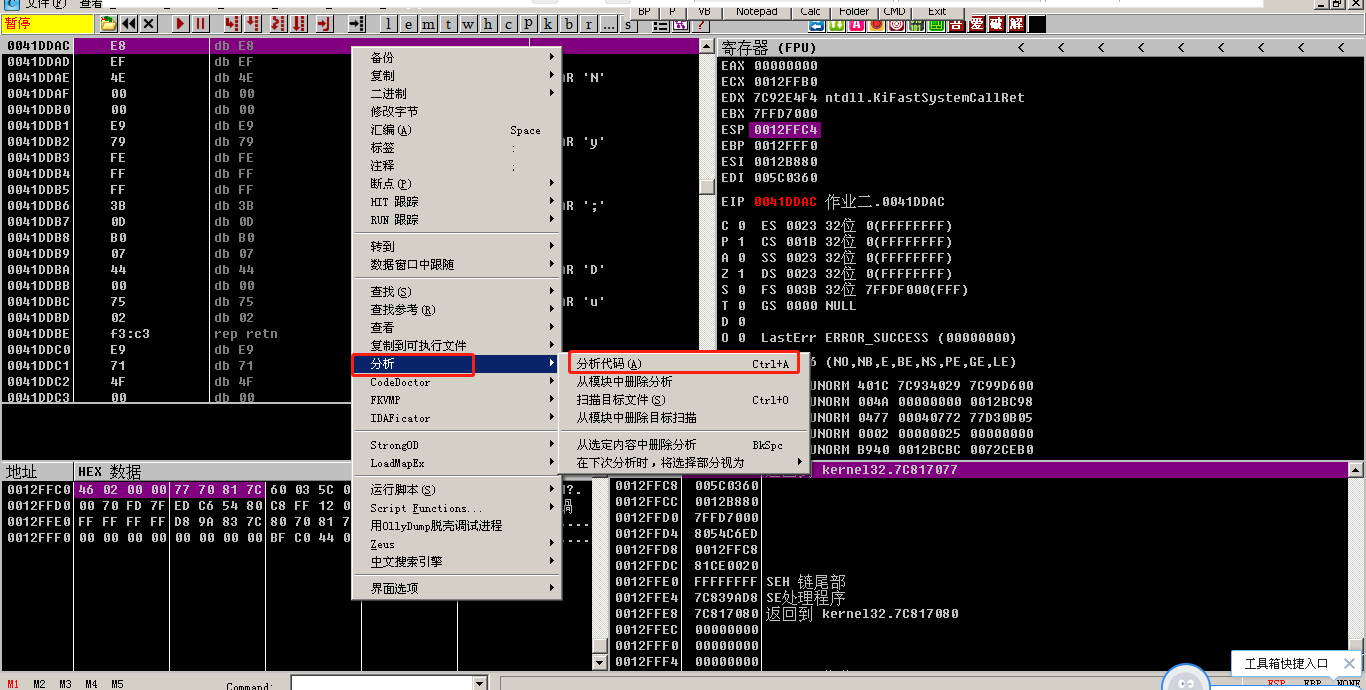 文件(F) 查看
BP P VB Notepad Calc Folder CMD Exit
暂停 l e m t w h c p k b r ... s ?
吾 爱 破 解
0041DDAC E8 db E8
0041DDAD EF db EF
0041DDAE 4E db 4E R 'N'
0041DDAF 00 db 00
0041DDB0 00 db 00
0041DDB1 E9 db E9
0041DDB2 79 db 79 R 'y'
0041DDB3 FE db FE
0041DDB4 FF db FF
0041DDB5 FF db FF
0041DDB6 3B db 3B R ';'
0041DDB7 0D db 0D
0041DDB8 B0 db B0
0041DDB9 07 db 07
0041DDBA 44 db 44 R 'D'
0041DDBB 00 db 00
0041DDBC 75 db 75 R 'u'
0041DDBD 02 db 02
0041DDBE f3:c3 rep retn
0041DDC0 E9 db E9
0041DDC1 71 db 71
0041DDC2 4F db 4F
0041DDC3 00 db 00
备份
复制
二进制
修改字节
汇编(A) Space
标签 :
注释 ;
断点(P)
HIT 跟踪
RUN 跟踪
转到
数据窗口中跟随
查找(S)
查找参考(R)
查看
复制到可执行文件
分析
CodeDoctor
FKVMP
IDAFicator
StrongOD
LoadMapEx
运行脚本(S)
Script Functions...
用OllyDump脱壳调试进程
Zeus
中文搜索引擎
界面选项
分析代码(A) Ctrl+A
从模块中删除分析
扫描目标文件(S) Ctrl+O
从模块中删除目标扫描
从选定内容中删除分析 BkSpc
在下次分析时，将选择部分视为
寄存器 (FPU) < < < < < < < < <
EAX 00000000
ECX 0012FFB0
EDX 7C92E4F4 ntdll.KiFastSystemCallRet
EBX 7FFD7000
ESP 0012FFC4
EBP 0012FFF0
ESI 0012B880
EDI 005C0360
EIP 0041DDAC 作业二.0041DDAC
C 0 ES 0023 32位 0(FFFFFFFF)
P 1 CS 001B 32位 0(FFFFFFFF)
A 0 SS 0023 32位 0(FFFFFFFF)
Z 1 DS 0023 32位 0(FFFFFFFF)
S 0 FS 003B 32位 7FFDF000(FFF)
T 0 GS 0000 NULL
D 0
O 0 LastErr ERROR_SUCCESS (00000000)
6 (NO,NB,E,BE,NS,PE,GE,LE)
UNORM 401C 7C934029 7C99D600
UNORM 004A 00000000 0012BC98
UNORM 0477 00040772 77D30B05
UNORM 0002 00000025 00000000
UNORM B940 0012BCBC 0072CEB0
地址 HEX 数据
0012FFC0 46 02 00 00 77 70 81 7C 60 03 5C 0
0012FFD0 00 70 FD 7F ED C6 54 80 C8 FF 12 0
0012FFE0 FF FF FF FF D8 9A 83 7C 80 70 81 7
0012FFF0 00 00 00 00 00 00 00 00 BF C0 44 0
kernel32.7C817077
0012FFC8 005C0360
0012FFCC 0012B880
0012FFD0 7FFD7000
0012FFD4 8054C6ED
0012FFD8 0012FFC8
0012FFDC 81CE0020
0012FFE0 FFFFFFFF SEH 链尾部
0012FFE4 7C839AD8 SE处理程序
0012FFE8 7C817080 返回到 kernel32.7C817080
0012FFEC 00000000
0012FFF0 00000000
0012FFF4 00000000
工具箱快捷入口
M1 M2 M3 M4 M5 Command: ESP EBP NONE